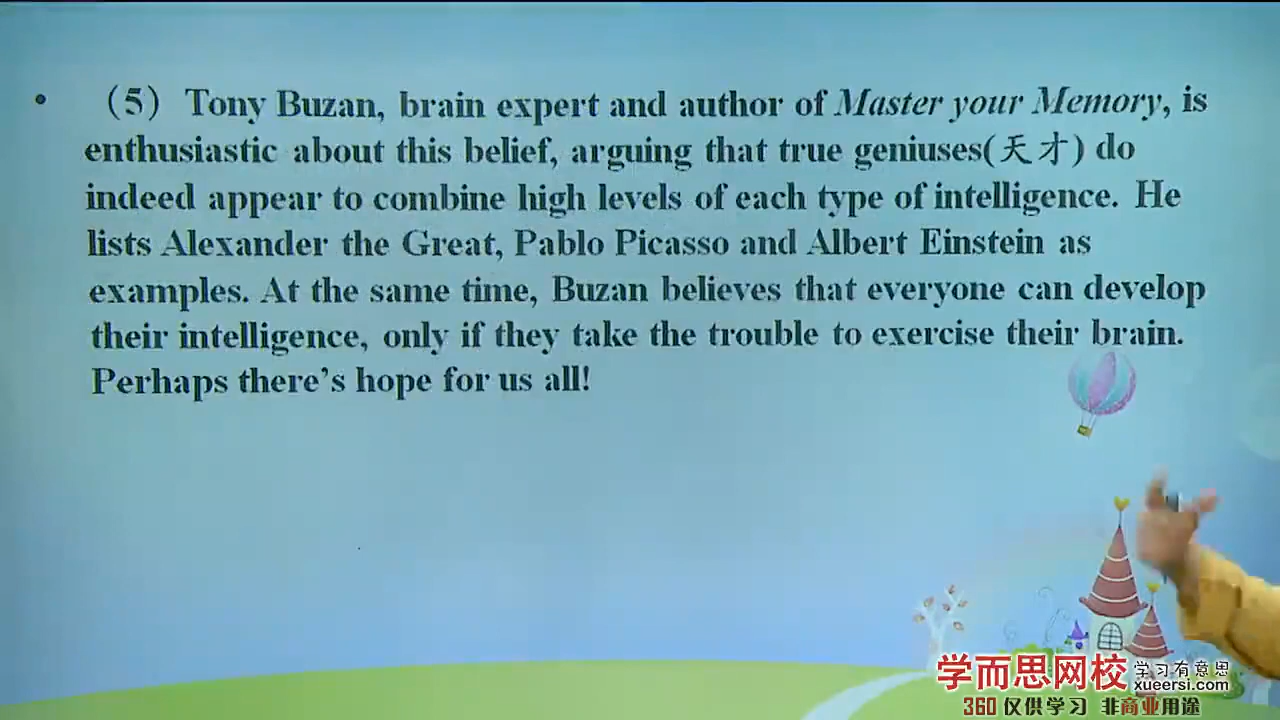 • （5） Tony Buzan, brain expert and author of Master your Memory, is
enthusiastic about this belief, arguing that true geniuses(天才) do
indeed appear to combine high levels of each type of intelligence. He
lists Alexander the Great, Pablo Picasso and Albert Einstein as
examples. At the same time, Buzan believes that everyone can develop
their intelligence, only if they take the trouble to exercise their brain.
Perhaps there's hope for us all!
学而思网校 学习有意思
xueersi.com
360 仅供学习 非商业用途